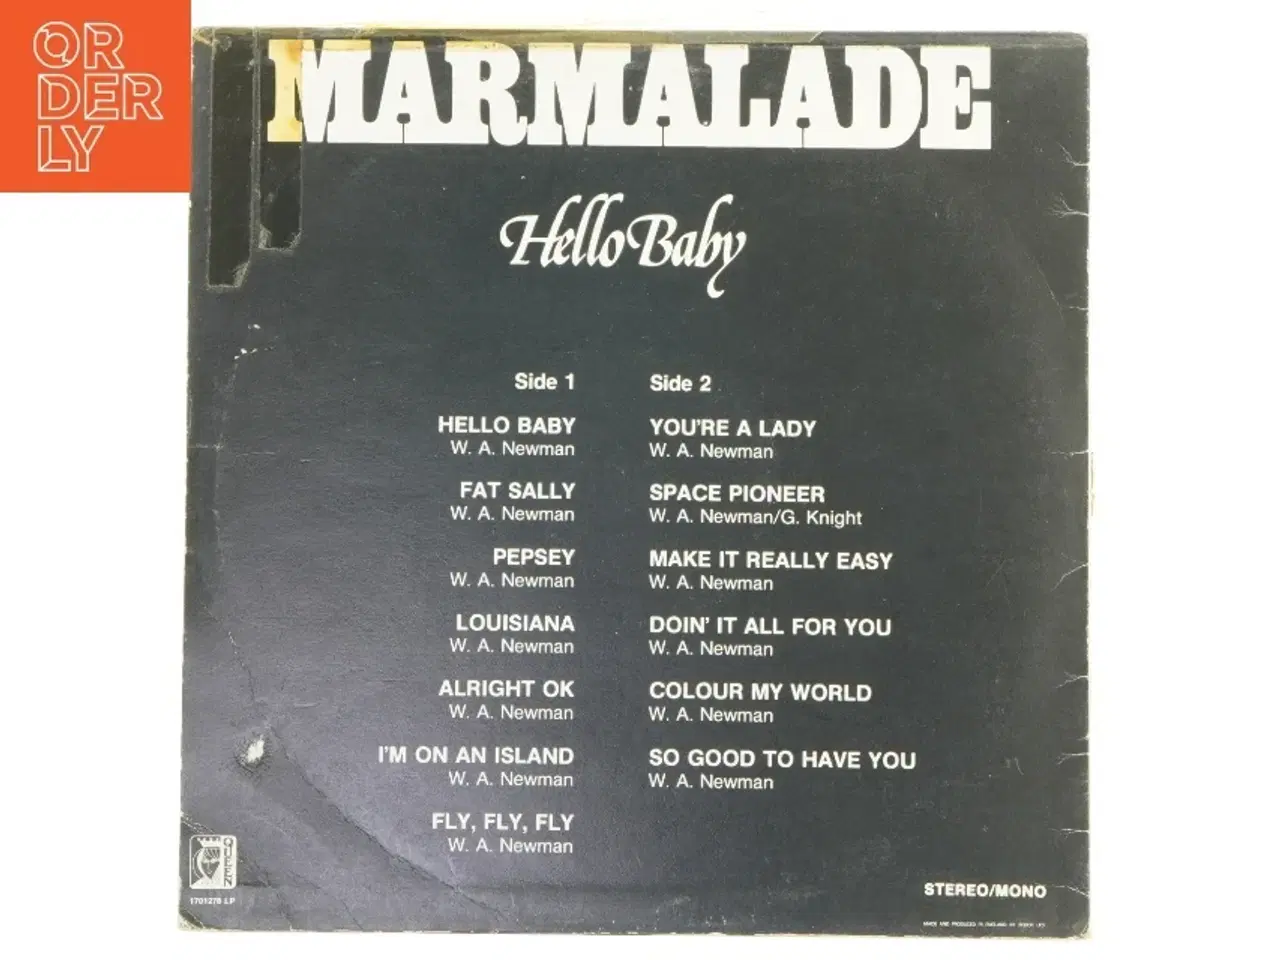 ORDERLY
MARMALADE
Hello Baby
Side 1
HELLO BABY
W. A. Newman
FAT SALLY
W. A. Newman
PEPSEY
W. A. Newman
LOUISIANA
W. A. Newman
ALRIGHT OK
W. A. Newman
I'M ON AN ISLAND
W. A. Newman
FLY, FLY, FLY
W. A. Newman
Side 2
YOU'RE A LADY
W. A. Newman
SPACE PIONEER
W. A. Newman/G. Knight
MAKE IT REALLY EASY
W. A. Newman
DOIN' IT ALL FOR YOU
W. A. Newman
COLOUR MY WORLD
W. A. Newman
SO GOOD TO HAVE YOU
W. A. Newman
QUEEN
1701278 LP
STEREO/MONO